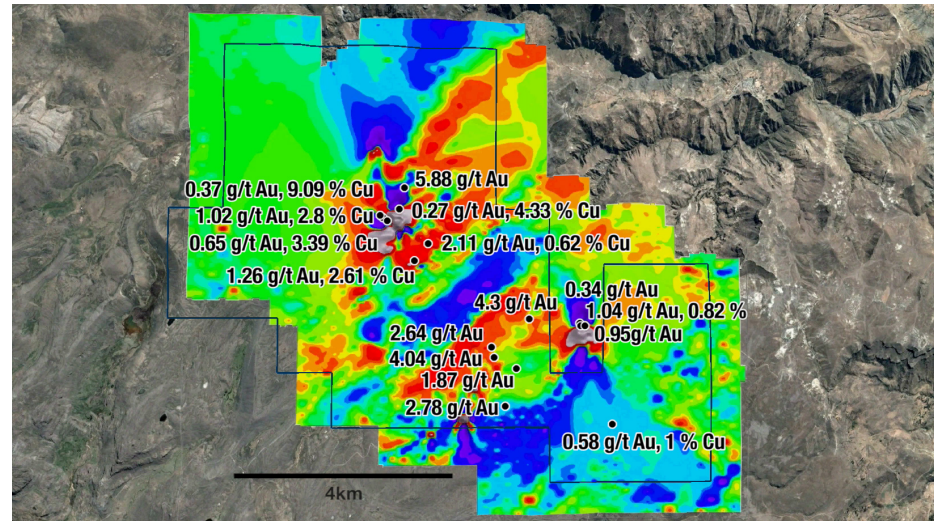 5.88 g/t Au
0.37 g/t Au, 9.09 % Cu
0.27 g/t Au, 4.33 % Cu
1.02 g/t Au, 2.8 % Cu
0.65 g/t Au, 3.39 % Cu
2.11 g/t Au, 0.62 % Cu
1.26 g/t Au, 2.61 % Cu
0.34 g/t Au
4.3 g/t Au
1.04 g/t Au, 0.82 %
0.95g/t Au
2.64 g/t Au
4.04 g/t Au
1.87 g/t Au
2.78 g/t Au
0.58 g/t Au, 1 % Cu
4km